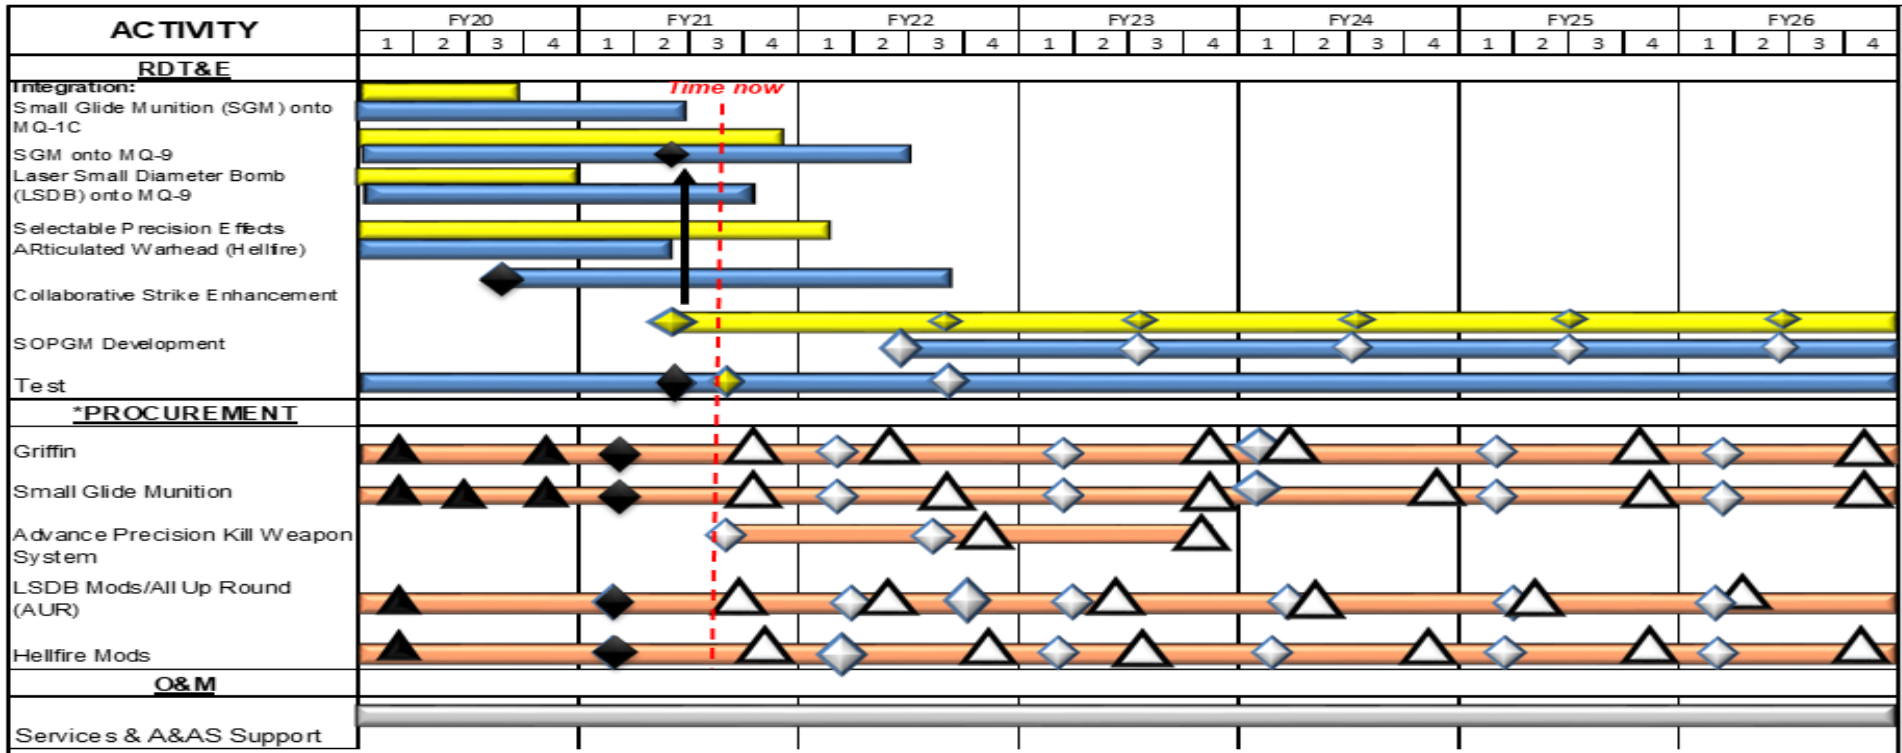 ACTIVITY FY20 FY21 FY22 FY23 FY24 FY25 FY26
1 2 3 4 1 2 3 4 1 2 3 4 1 2 3 4 1 2 3 4 1 2 3 4 1 2 3 4
RDT&E
Integration:
Time now
Small Glide Munition (SGM) onto
MQ-1C
SGM onto MQ-9
Laser Small Diameter Bomb
(LSDB) onto MQ-9
Selectable Precision Effects
ARticulated Warhead (Hellfire)
Collaborative Strike Enhancement
SOPGM Development
Test
*PROCUREMENT
Griffin
Small Glide Munition
Advance Precision Kill Weapon
System
LSDB Mods/All Up Round
(AUR)
Hellfire Mods
O&M
Services & A&AS Support